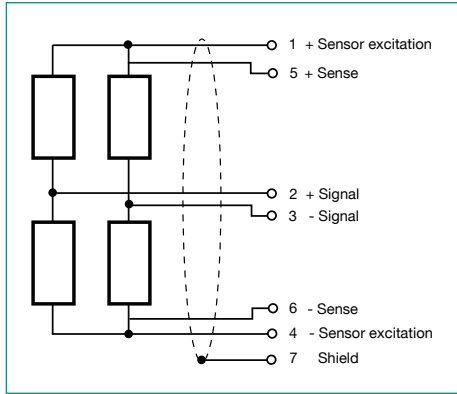 1 + Sensor excitation
5 + Sense
2 + Signal
3 - Signal
6 - Sense
4 - Sensor excitation
7 Shield